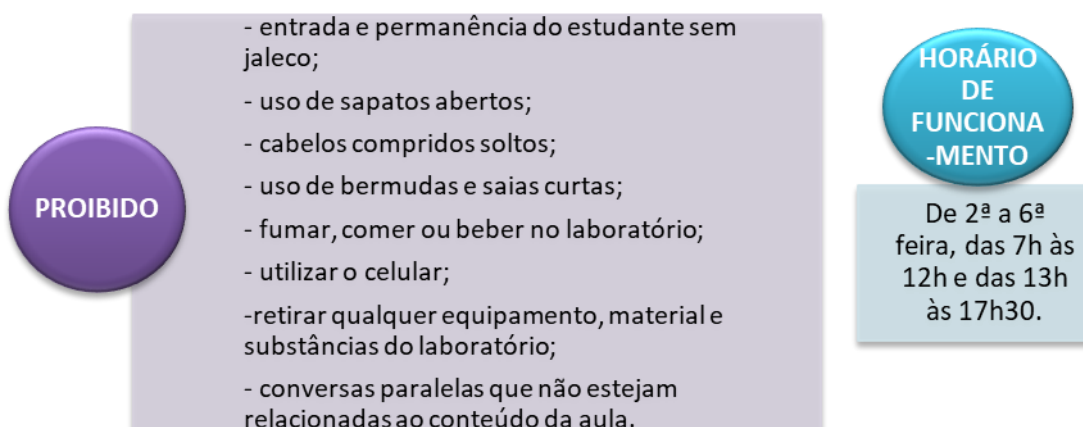 PROIBIDO
- entrada e permanência do estudante sem
jaleco;
- uso de sapatos abertos;
- cabelos compridos soltos;
- uso de bermudas e saias curtas;
- fumar, comer ou beber no laboratório;
- utilizar o celular;
-retirar qualquer equipamento, material e
substâncias do laboratório;
- conversas paralelas que não estejam
relacionadas ao conteúdo da aula.
HORÁRIO
DE
FUNCIONA
-MENTO
De 2ª a 6ª
feira, das 7h às
12h e das 13h
às 17h30.